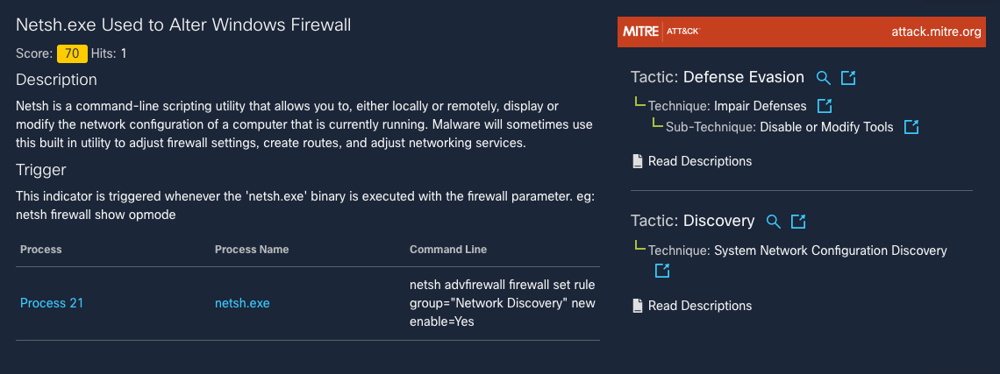 Netsh.exe Used to Alter Windows Firewall
Score: 70 Hits: 1
Description
Netsh is a command-line scripting utility that allows you to, either locally or remotely, display or
modify the network configuration of a computer that is currently running. Malware will sometimes use
this built in utility to adjust firewall settings, create routes, and adjust networking services.
Trigger
This indicator is triggered whenever the 'netsh.exe' binary is executed with the firewall parameter. eg:
netsh firewall show opmode
Process Process Name Command Line
Process 21 netsh.exe netsh advfirewall firewall set rule
group="Network Discovery" new
enable=Yes
MITRE ATT&CK™ attack.mitre.org
Tactic: Defense Evasion
Technique: Impair Defenses
Sub-Technique: Disable or Modify Tools
Read Descriptions
Tactic: Discovery
Technique: System Network Configuration Discovery
Read Descriptions